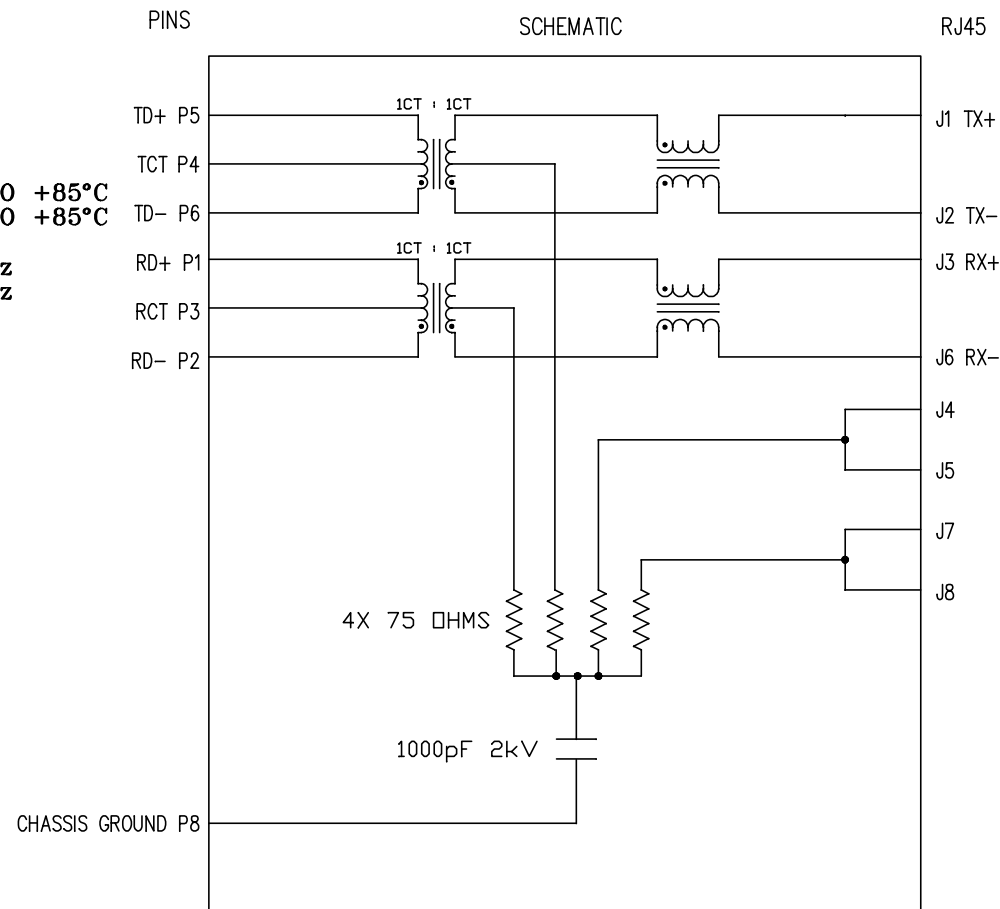 PINS
SCHEMATIC
RJ45
1CT : 1CT
TD+ P5
J1 TX+
TCT P4
O +85°C
O +85°C
TD- P6
J2 TX-
1CT : 1CT
z
z
RD+ P1
J3 RX+
RCT P3
RD- P2
J6 RX-
J4
J5
J7
J8
4X 75 OHMS
1000pF 2kV
CHASSIS GROUND P8